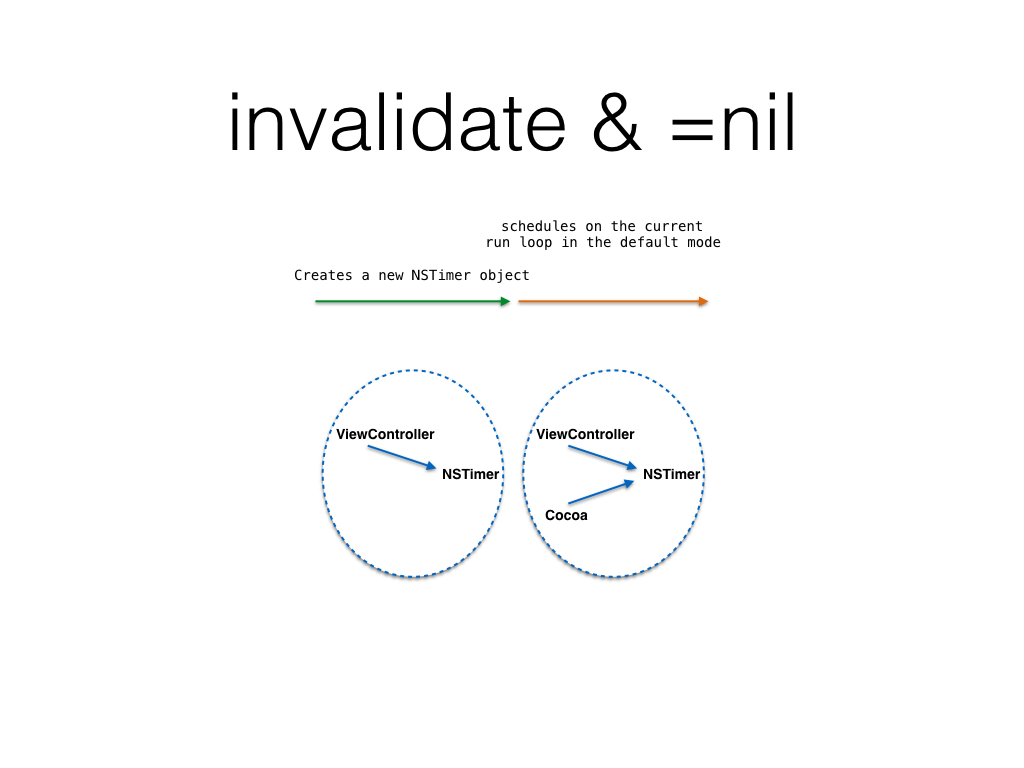 invalidate & =nil
schedules on the current
run loop in the default mode
Creates a new NSTimer object
ViewController
NSTimer
ViewController
NSTimer
Cocoa